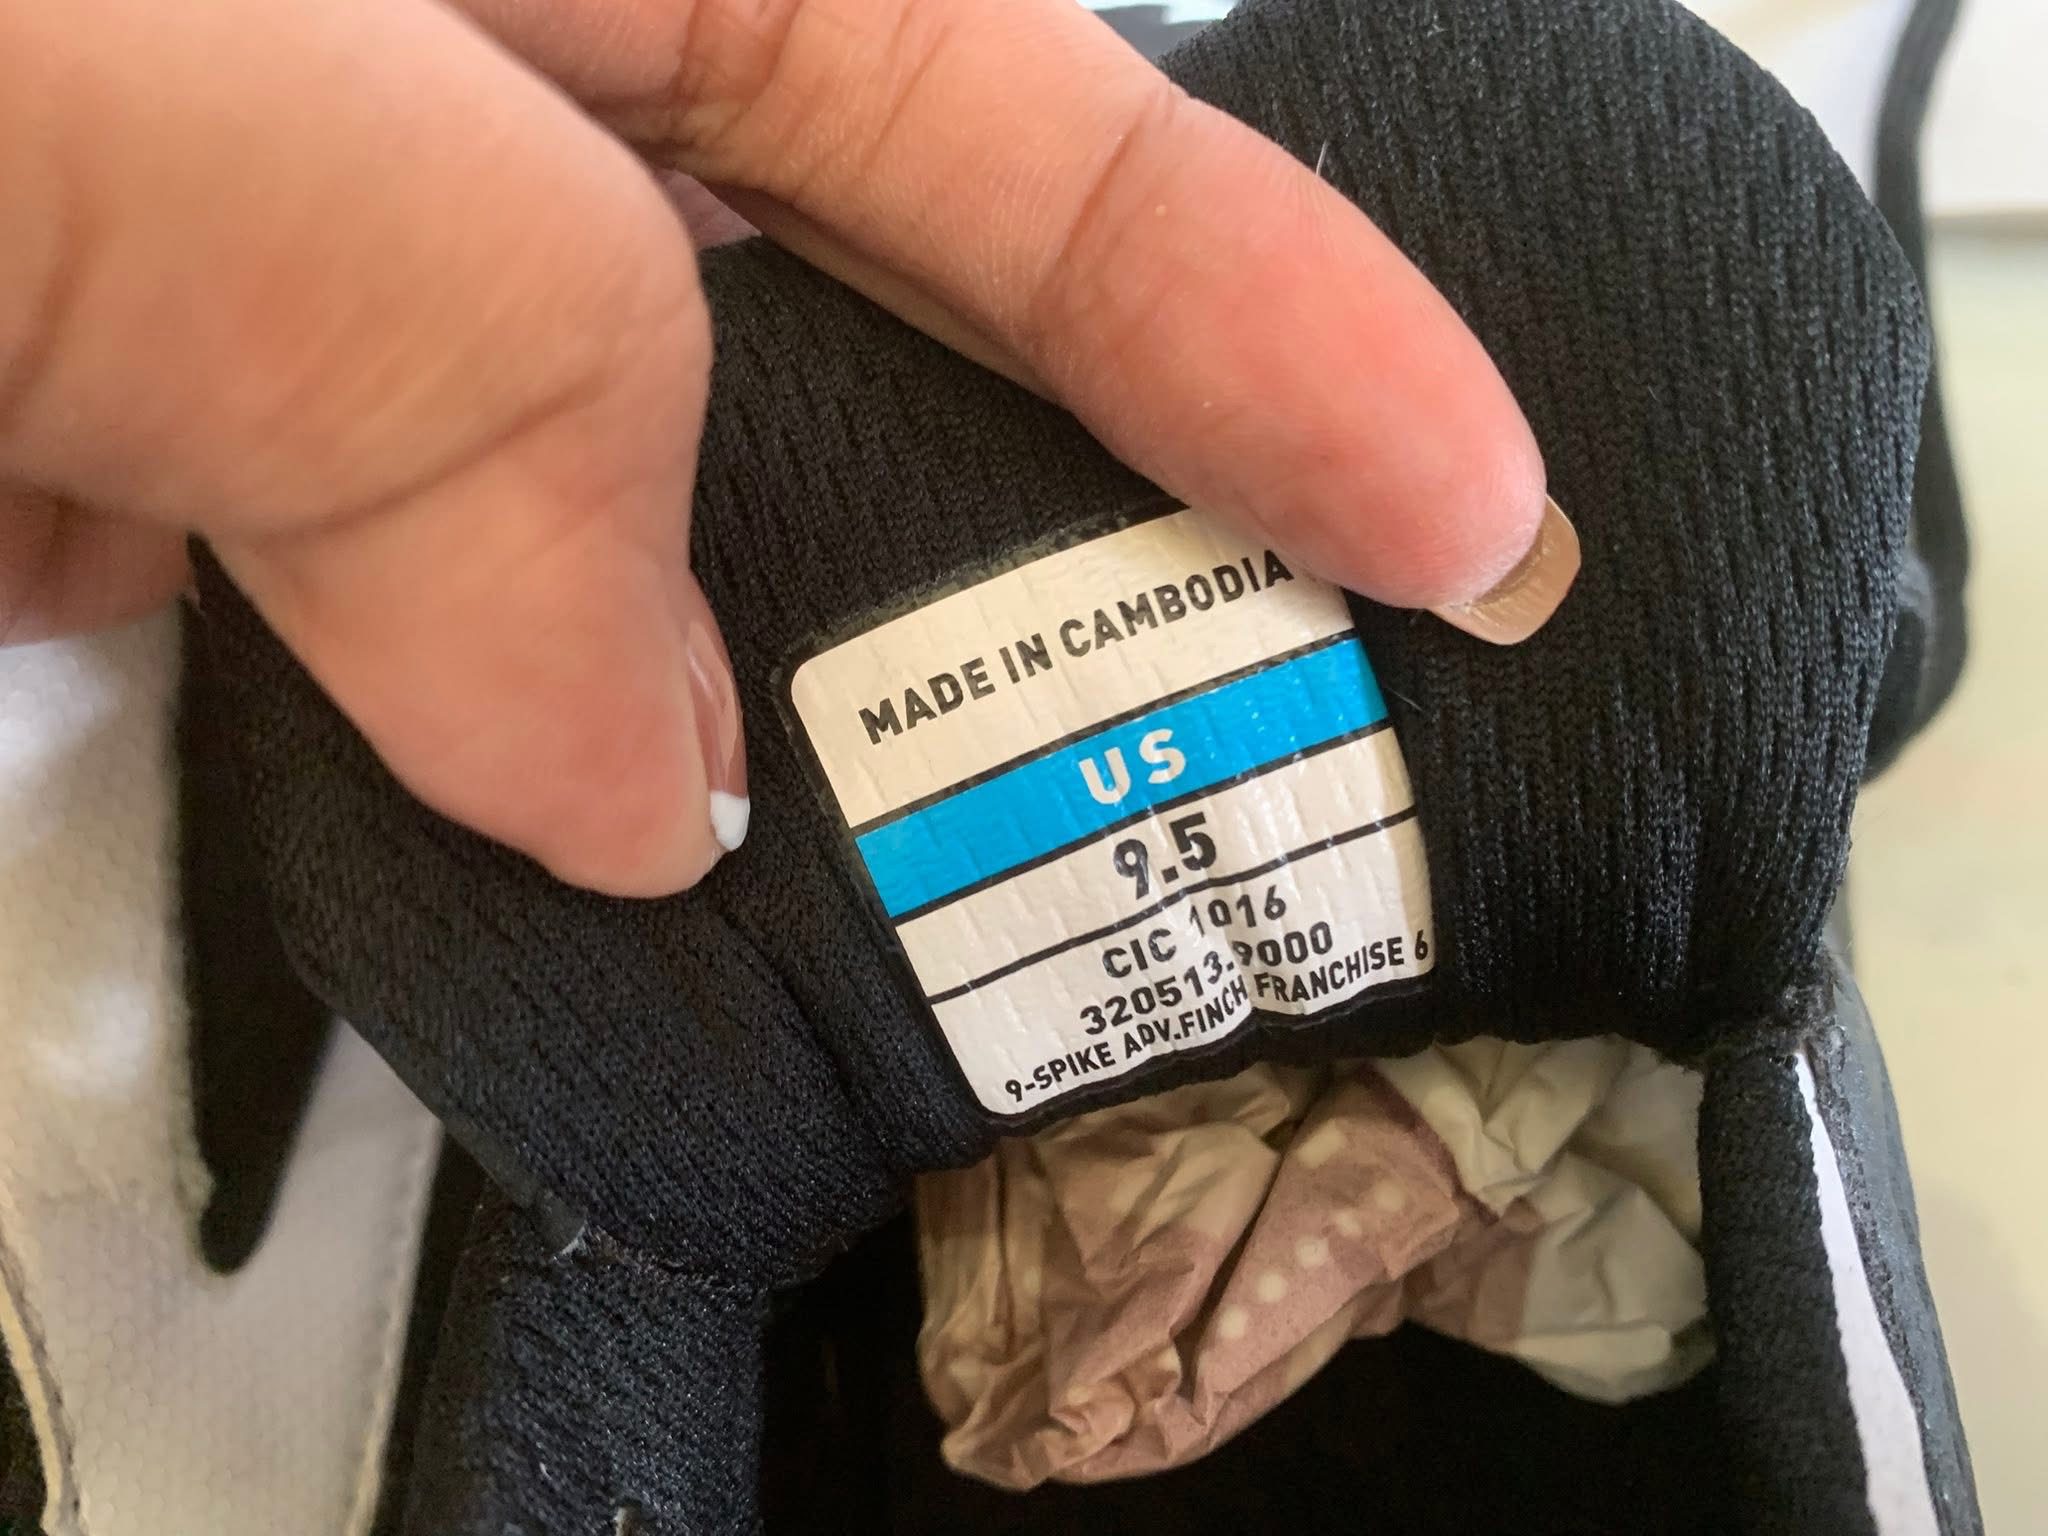 MADE IN CAMBODIA
US
9.5
CIC 1016
320513.9000
9-SPIKE ADV.FINCH FRANCHISE 6